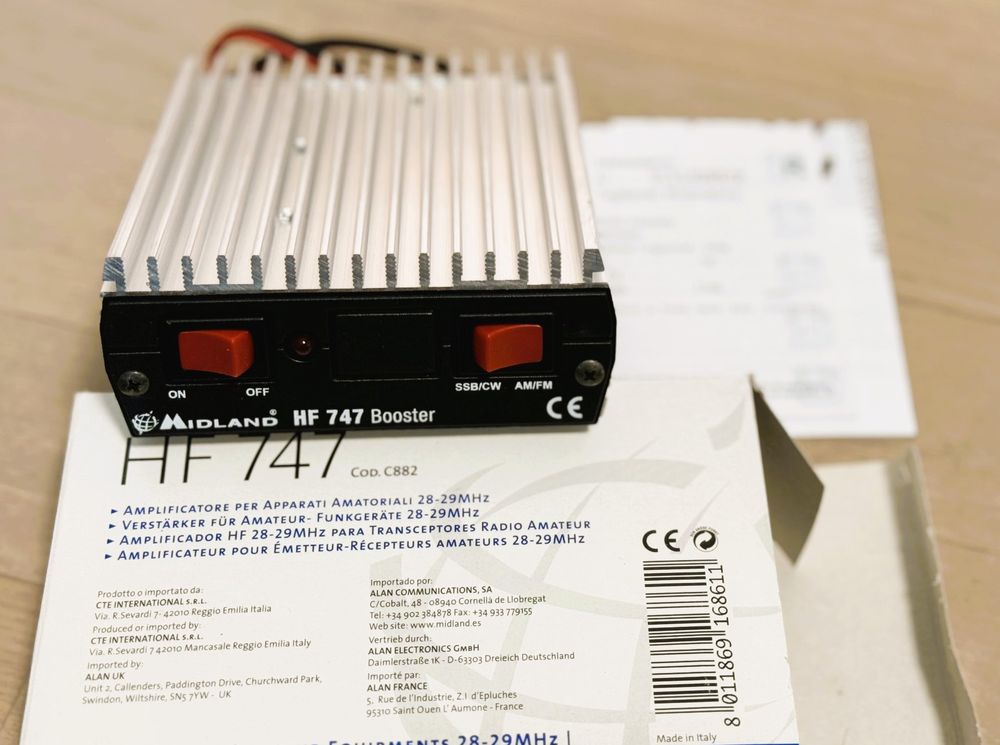 ON OFF
SSB/CW AM/FM
MIDLAND® HF 747 Booster CE
HF 747 COD. C882
► AMPLIFICATORE PER APPARATI AMATORIALI 28-29MHz
► VERSTÄRKER FÜR AMATEUR- FUNKGERÄTE 28-29MHz
► AMPLIFICADOR HF 28-29MHz PARA TRANSCEPTORES RADIO AMATEUR
► AMPLIFICATEUR POUR ÉMETTEUR-RÉCEPTEURS AMATEURS 28-29MHz
CE
Prodotto o importato da:
CTE INTERNATIONAL S.R.L.
Via. R.Sevardi 7· 42010 Reggio Emilia Italia
Produced or imported by:
CTE INTERNATIONAL S.R.L.
Via. R.Sevardi 7 42010 Mancasale Reggio Emilia Italy
Imported by:
ALAN UK
Unit 2, Callenders, Paddington Drive, Churchward Park,
Swindon, Wiltshire, SN5 7YW - UK
Importado por:
ALAN COMMUNICATIONS, SA
C/Cobalt, 48 - 08940 Cornellà de Llobregat
Tel: +34 902 384878 Fax: +34 933 779155
Web site: www.midland.es
Vertrieb durch:
ALAN ELECTRONICS GmbH
Daimlerstraße 1K - D-63303 Dreieich Deutschland
Importé par:
ALAN FRANCE
5, Rue de l'Industrie, Z.I d'Epluches
95310 Saint Ouen L' Aumone - France
8 011869 168611
Made in Italy
EQUIPMENTS 28-29MHz